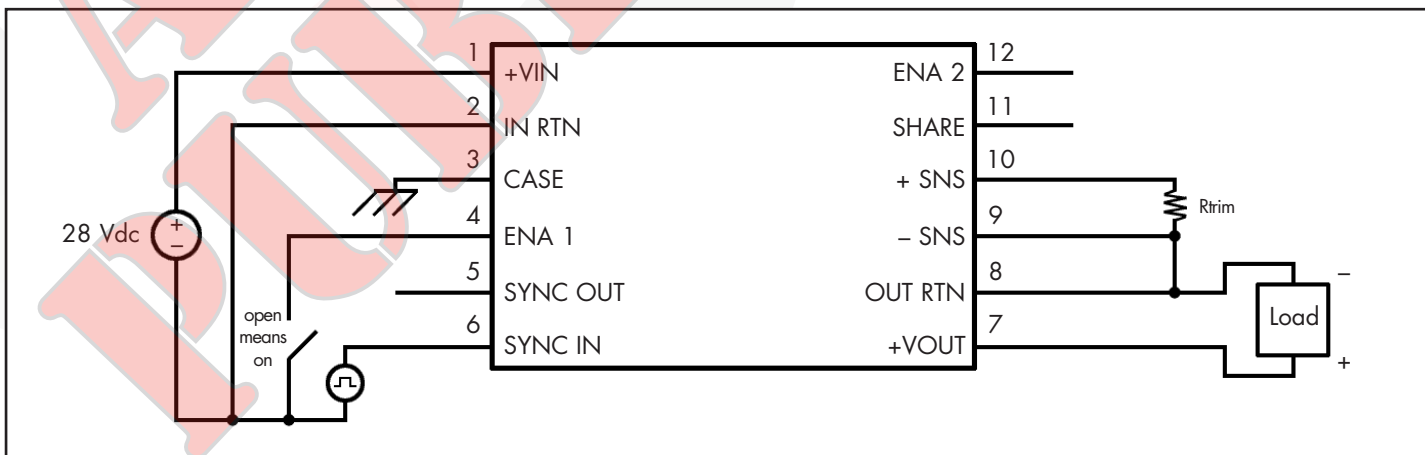 1
+VIN
2
IN RTN
3
CASE
4
ENA 1
5
SYNC OUT
6
SYNC IN
28 Vdc
+
−
open
means
on
12
ENA 2
11
SHARE
10
+ SNS
9
− SNS
8
OUT RTN
7
+VOUT
Rtrim
Load
−
+